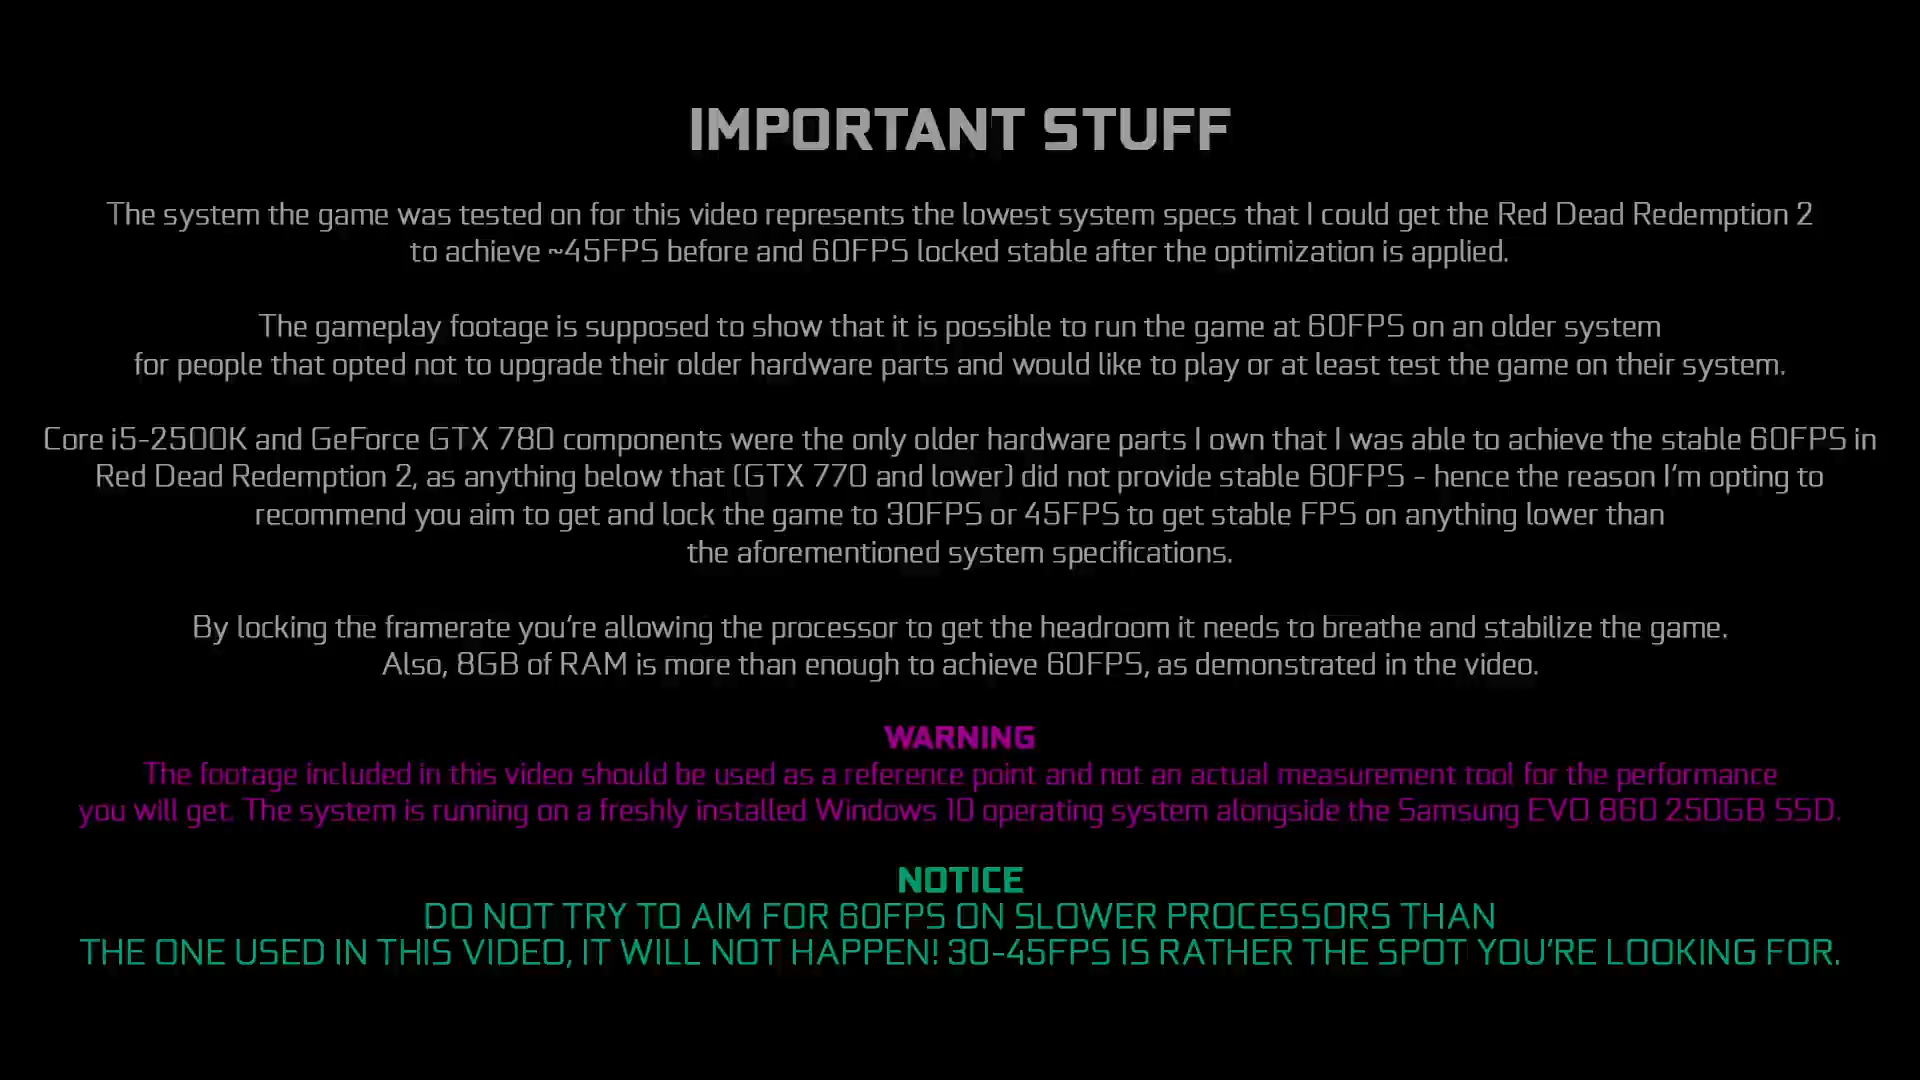 IMPORTANT STUFF
The system the game was tested on for this video represents the lowest system specs that I could get the Red Dead Redemption 2
to achieve ~45FPS before and 60FPS locked stable after the optimization is applied.
The gameplay footage is supposed to show that it is possible to run the game at 60FPS on an older system
for people that opted not to upgrade their older hardware parts and would like to play or at least test the game on their system.
Core i5-2500K and GeForce GTX 780 components were the only older hardware parts I own that I was able to achieve the stable 60FPS in
Red Dead Redemption 2, as anything below that (GTX 770 and lower) did not provide stable 60FPS - hence the reason I'm opting to
recommend you aim to get and lock the game to 30FPS or 45FPS to get stable FPS on anything lower than
the aforementioned system specifications.
By locking the framerate you're allowing the processor to get the headroom it needs to breathe and stabilize the game.
Also, 8GB of RAM is more than enough to achieve 60FPS, as demonstrated in the video.
WARNING
The footage included in this video should be used as a reference point and not an actual measurement tool for the performance
you will get. The system is running on a freshly installed Windows 10 operating system alongside the Samsung EVO 860 250GB SSD.
NOTICE
DO NOT TRY TO AIM FOR 60FPS ON SLOWER PROCESSORS THAN
THE ONE USED IN THIS VIDEO, IT WILL NOT HAPPEN! 30-45FPS IS RATHER THE SPOT YOU'RE LOOKING FOR.